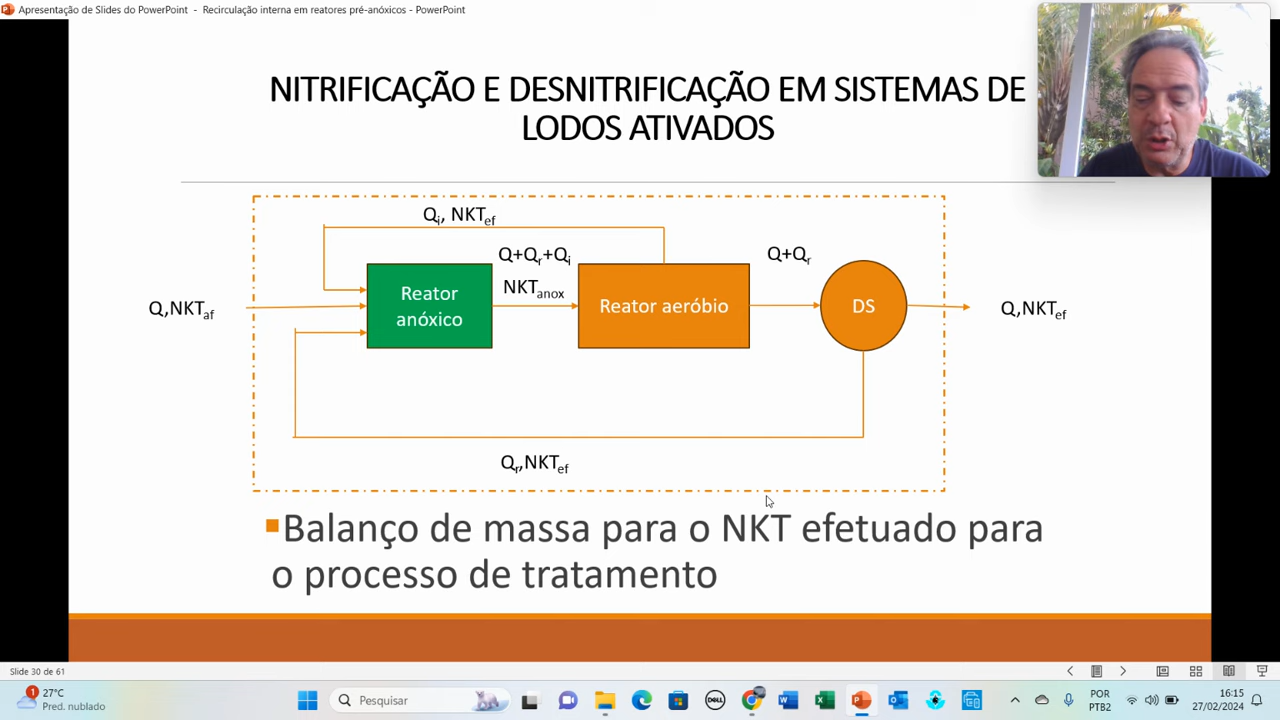 Apresentação de Slides do PowerPoint - Recirculação interna em reatores pré-anóxicos - PowerPoint
NITRIFICAÇÃO E DESNITRIFICAÇÃO EM SISTEMAS DE
LODOS ATIVADOS
Qi, NKTef
Q+Qr+Qi
Q+Qr
NKTanox
Reator
anóxico
Reator aeróbio
DS
Q,NKTaf
Q,NKTef
Qr,NKTef
Balanço de massa para o NKT efetuado para
o processo de tratamento
Slide 30 de 61
1
27°C
Pred. nublado
Pesquisar
DELL
POR
PTB2
16:15
27/02/2024